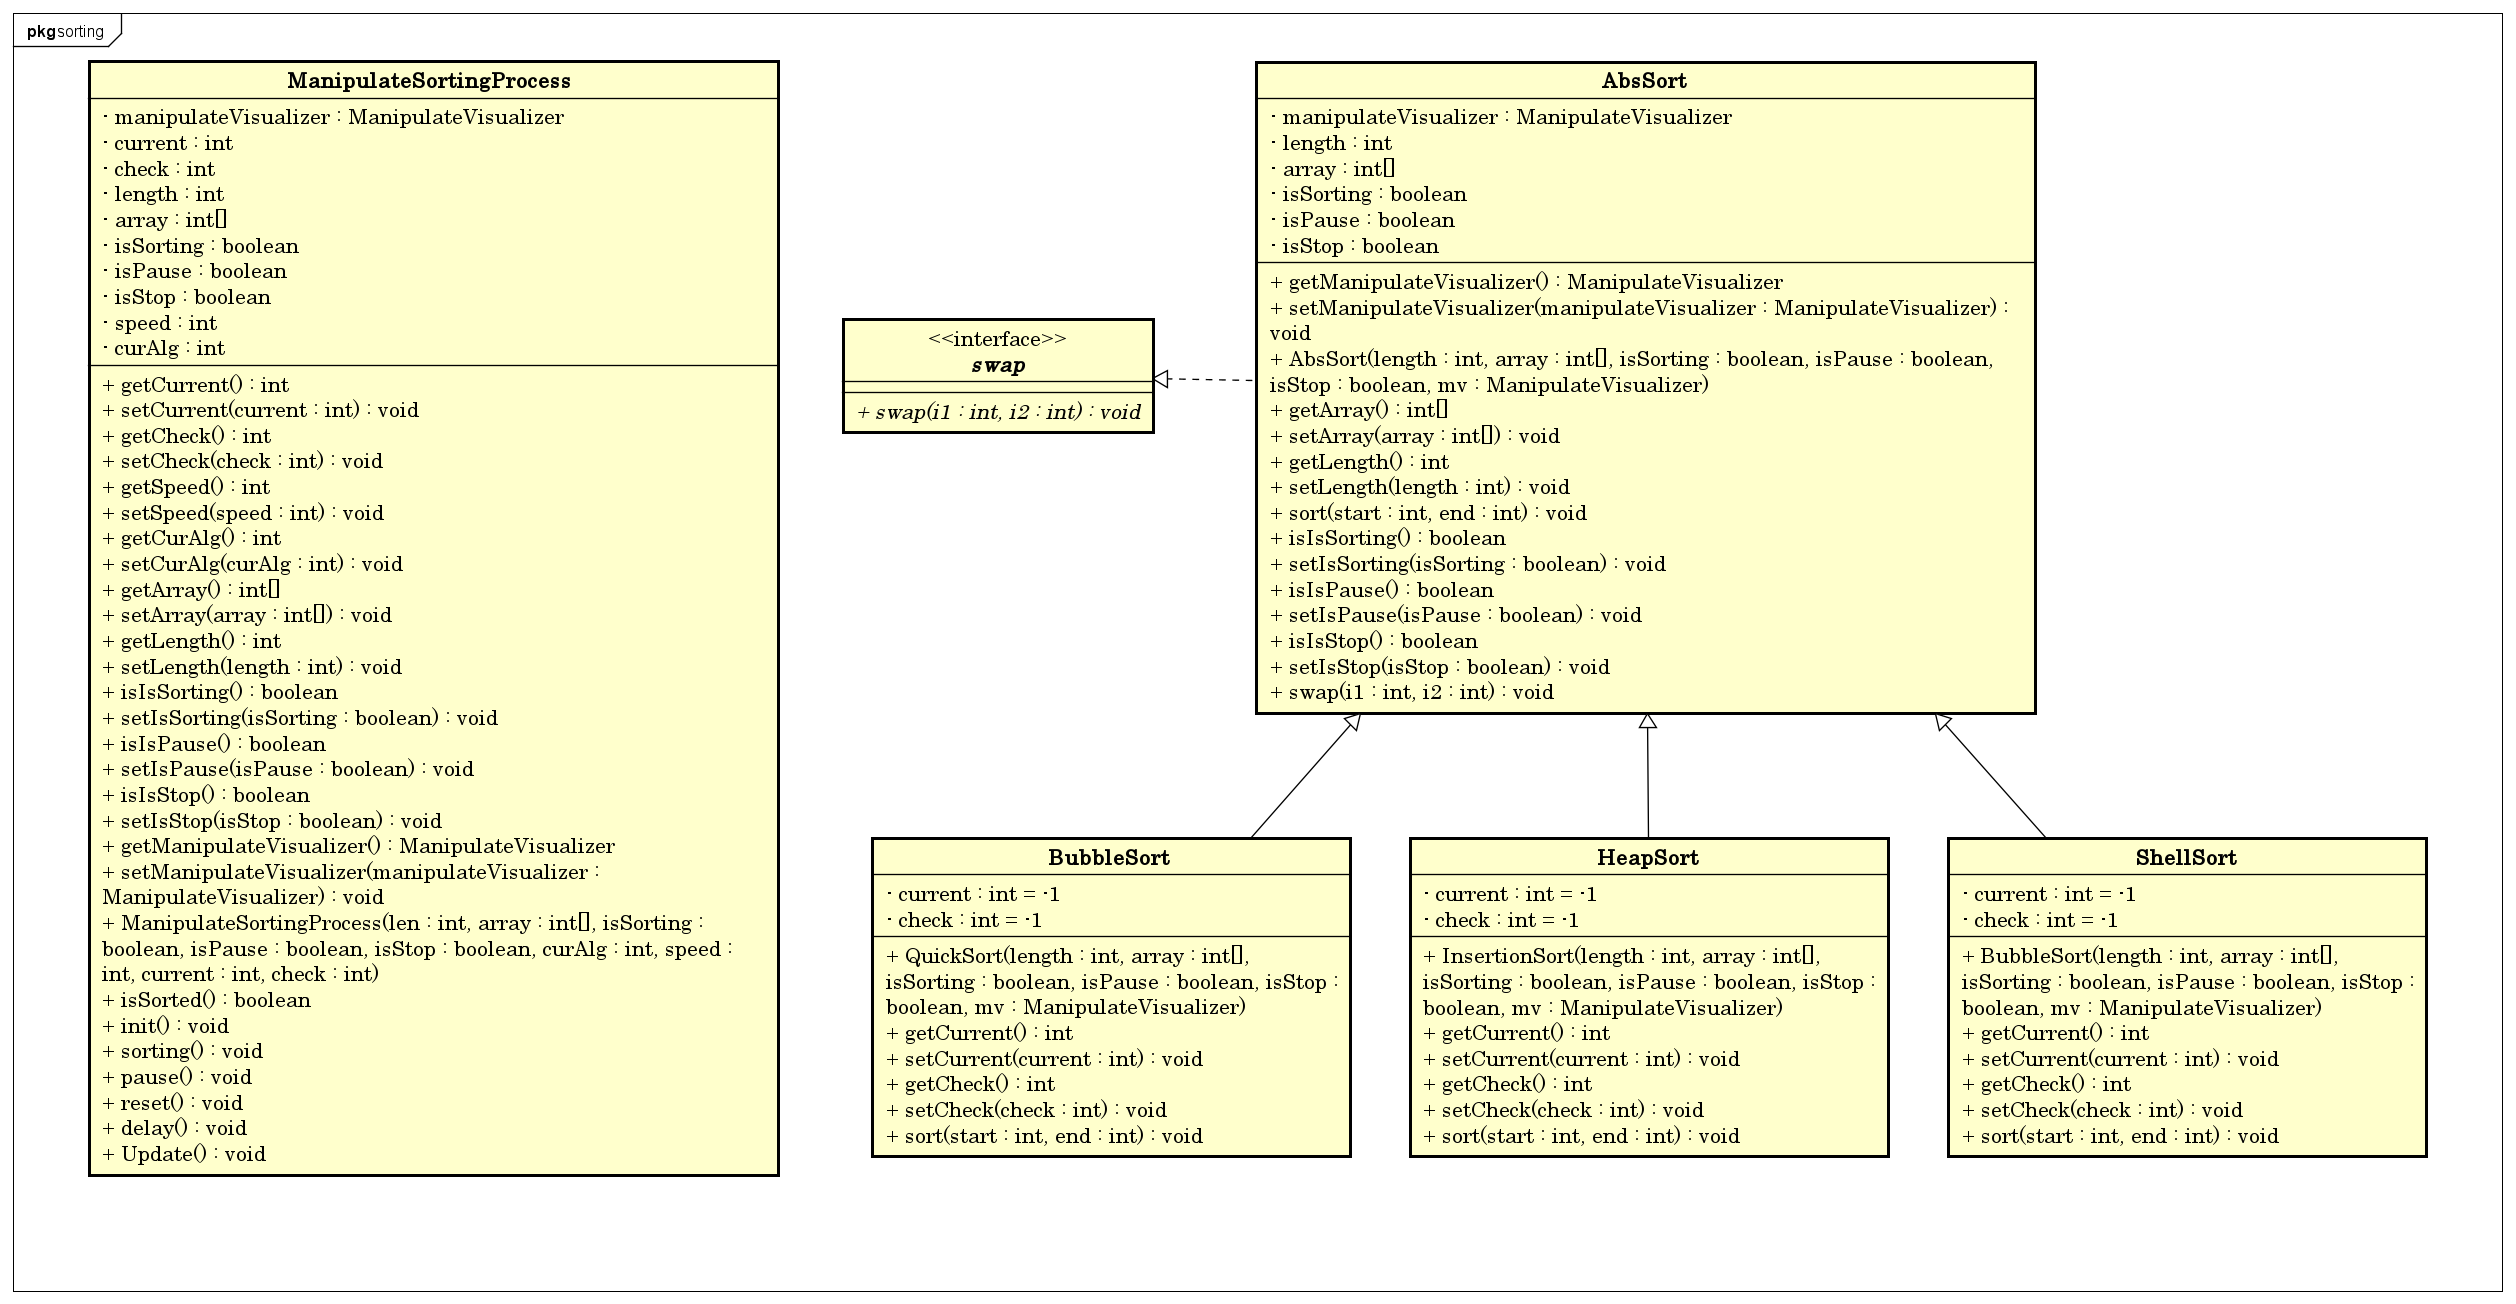 pkg sorting
ManipulateSortingProcess
- manipulateVisualizer : ManipulateVisualizer
- current : int
- check : int
- length : int
- array : int[]
- isSorting : boolean
- isPause : boolean
- isStop : boolean
- speed : int
- curAlg : int
+ getCurrent() : int
+ setCurrent(current : int) : void
+ getCheck() : int
+ setCheck(check : int) : void
+ getSpeed() : int
+ setSpeed(speed : int) : void
+ getCurAlg() : int
+ setCurAlg(curAlg : int) : void
+ getArray() : int[]
+ setArray(array : int[]) : void
+ getLength() : int
+ setLength(length : int) : void
+ isIsSorting() : boolean
+ setIsSorting(isSorting : boolean) : void
+ isIsPause() : boolean
+ setIsPause(isPause : boolean) : void
+ isIsStop() : boolean
+ setIsStop(isStop : boolean) : void
+ getManipulateVisualizer() : ManipulateVisualizer
+ setManipulateVisualizer(manipulateVisualizer :
ManipulateVisualizer) : void
+ ManipulateSortingProcess(len : int, array : int[], isSorting :
boolean, isPause : boolean, isStop : boolean, curAlg : int, speed :
int, current : int, check : int)
+ isSorted() : boolean
+ init() : void
+ sorting() : void
+ pause() : void
+ reset() : void
+ delay() : void
+ Update() : void
<<interface>>
swap
+ swap(i1 : int, i2 : int) : void
AbsSort
- manipulateVisualizer : ManipulateVisualizer
- length : int
- array : int[]
- isSorting : boolean
- isPause : boolean
- isStop : boolean
+ getManipulateVisualizer() : ManipulateVisualizer
+ setManipulateVisualizer(manipulateVisualizer : ManipulateVisualizer) :
void
+ AbsSort(length : int, array : int[], isSorting : boolean, isPause : boolean,
isStop : boolean, mv : ManipulateVisualizer)
+ getArray() : int[]
+ setArray(array : int[]) : void
+ getLength() : int
+ setLength(length : int) : void
+ sort(start : int, end : int) : void
+ isIsSorting() : boolean
+ setIsSorting(isSorting : boolean) : void
+ isIsPause() : boolean
+ setIsPause(isPause : boolean) : void
+ isIsStop() : boolean
+ setIsStop(isStop : boolean) : void
+ swap(i1 : int, i2 : int) : void
BubbleSort
- current : int = -1
- check : int = -1
+ QuickSort(length : int, array : int[],
isSorting : boolean, isPause : boolean, isStop :
boolean, mv : ManipulateVisualizer)
+ getCurrent() : int
+ setCurrent(current : int) : void
+ getCheck() : int
+ setCheck(check : int) : void
+ sort(start : int, end : int) : void
HeapSort
- current : int = -1
- check : int = -1
+ InsertionSort(length : int, array : int[],
isSorting : boolean, isPause : boolean, isStop :
boolean, mv : ManipulateVisualizer)
+ getCurrent() : int
+ setCurrent(current : int) : void
+ getCheck() : int
+ setCheck(check : int) : void
+ sort(start : int, end : int) : void
ShellSort
- current : int = -1
- check : int = -1
+ BubbleSort(length : int, array : int[],
isSorting : boolean, isPause : boolean, isStop :
boolean, mv : ManipulateVisualizer)
+ getCurrent() : int
+ setCurrent(current : int) : void
+ getCheck() : int
+ setCheck(check : int) : void
+ sort(start : int, end : int) : void